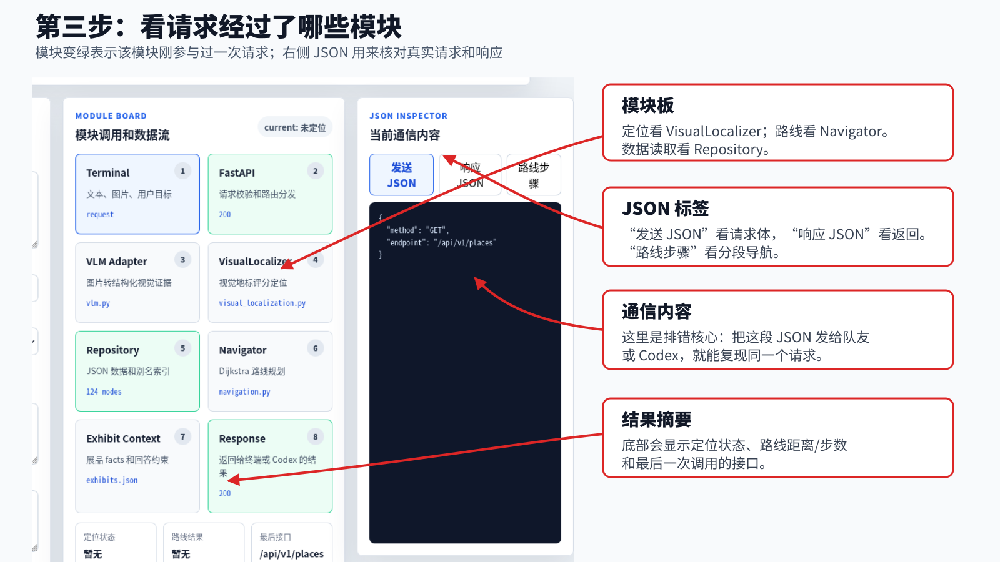 第三步：看请求经过了哪些模块
模块变绿表示该模块刚参与过一次请求；右侧 JSON 用来核对真实请求和响应
MODULE BOARD
模块调用和数据流
current: 未定位
Terminal
1
文本、图片、用户目标
request
FastAPI
2
请求校验和路由分发
200
VLM Adapter
3
图片转结构化视觉证据
vlm.py
VisualLocalizer
4
视觉地标评分定位
visual_localization.py
Repository
5
JSON 数据和别名索引
124 nodes
Navigator
6
Dijkstra 路线规划
navigation.py
Exhibit Context
7
展品 facts 和回答约束
exhibits.json
Response
8
返回给终端或 Codex 的结
果
200
定位状态
暂无
路线结果
暂无
最后接口
/api/v1/places
JSON INSPECTOR
当前通信内容
发送
JSON
响应
JSON
路线步
骤
{
"method": "GET",
"endpoint": "/api/v1/places"
}
模块板
定位看 VisualLocalizer；路线看 Navigator。
数据读取看 Repository。
JSON 标签
“发送 JSON”看请求体，“响应 JSON”看返回。
“路线步骤”看分段导航。
通信内容
这里是排错核心：把这段 JSON 发给队友
或 Codex，就能复现同一个请求。
结果摘要
底部会显示定位状态、路线距离/步数
和最后一次调用的接口。